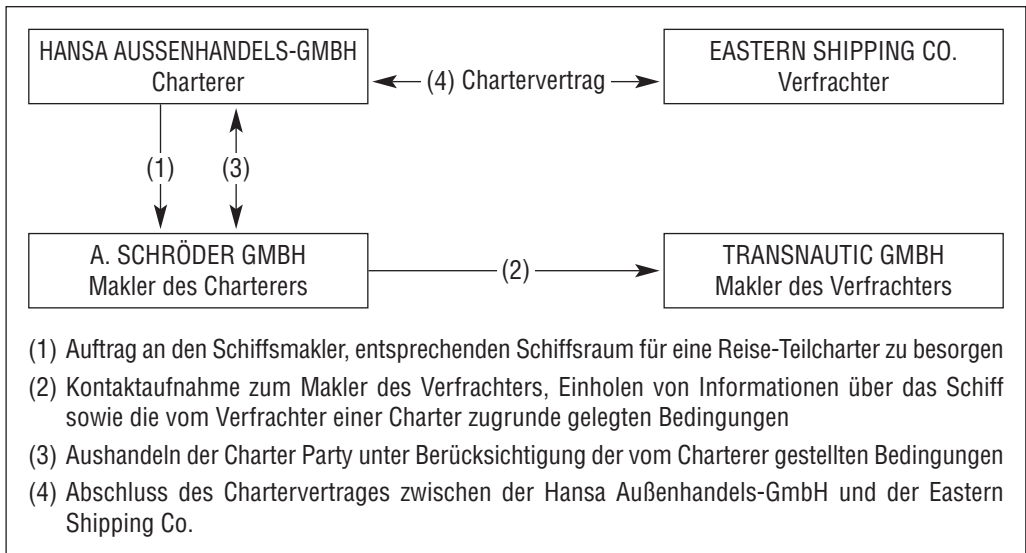 HANSA AUSSENHANDELS-GMBH
Charterer
(4) Chartervertrag
EASTERN SHIPPING CO.
Verfrachter
(1)
(3)
A. SCHRÖDER GMBH
Makler des Charterers
(2)
TRANSNAUTIC GMBH
Makler des Verfrachters
(1) Auftrag an den Schiffsmakler, entsprechenden Schiffsraum für eine Reise-Teilcharter zu besorgen
(2) Kontaktaufnahme zum Makler des Verfrachters, Einholen von Informationen über das Schiff
sowie die vom Verfrachter einer Charter zugrunde gelegten Bedingungen
(3) Aushandeln der Charter Party unter Berücksichtigung der vom Charterer gestellten Bedingungen
(4) Abschluss des Chartervertrages zwischen der Hansa Außenhandels-GmbH und der Eastern
Shipping Co.